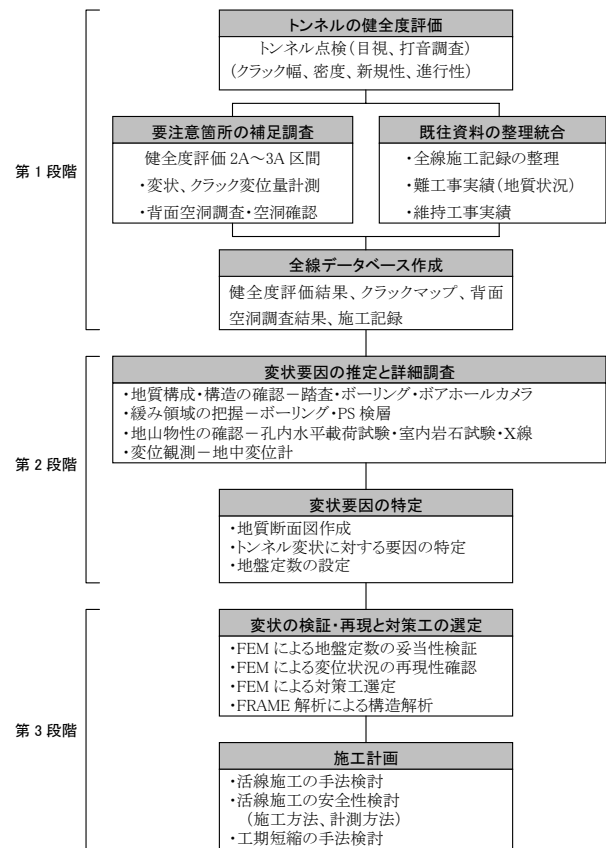 トンネルの健全度評価
トンネル点検(目視、打音調査)
(クラック幅、密度、新規性、進行性)
要注意箇所の補足調査
健全度評価 2A～3A 区間
・変状、クラック変位量計測
・背面空洞調査・空洞確認
既往資料の整理統合
・全線施工記録の整理
・難工事実績(地質状況)
・維持工事実績
第 1 段階
全線データベース作成
健全度評価結果、クラックマップ、背面
空洞調査結果、施工記録
変状要因の推定と詳細調査
・地質構成・構造の確認－踏査・ボーリング・ボアホールカメラ
・緩み領域の把握－ボーリング・PS 検層
・地山物性の確認－孔内水平載荷試験・室内岩石試験・X線
・変位観測－地中変位計
第 2 段階
変状要因の特定
・地質断面図作成
・トンネル変状に対する要因の特定
・地盤定数の設定
変状の検証・再現と対策工の選定
・FEM による地盤定数の妥当性検証
・FEM による変位状況の再現性確認
・FEM による対策工選定
・FRAME 解析による構造解析
第 3 段階
施工計画
・活線施工の手法検討
・活線施工の安全性検討
(施工方法、計測方法)
・工期短縮の手法検討